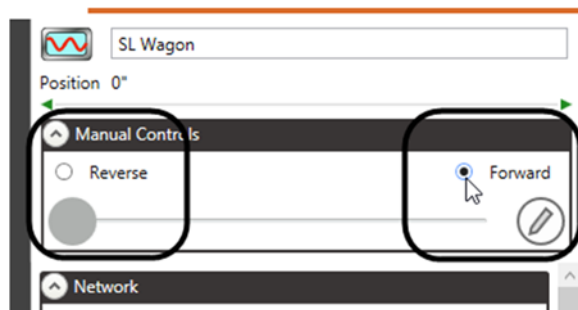 SL Wagon
Position 0"
Manual Controls
Reverse Forward
Network